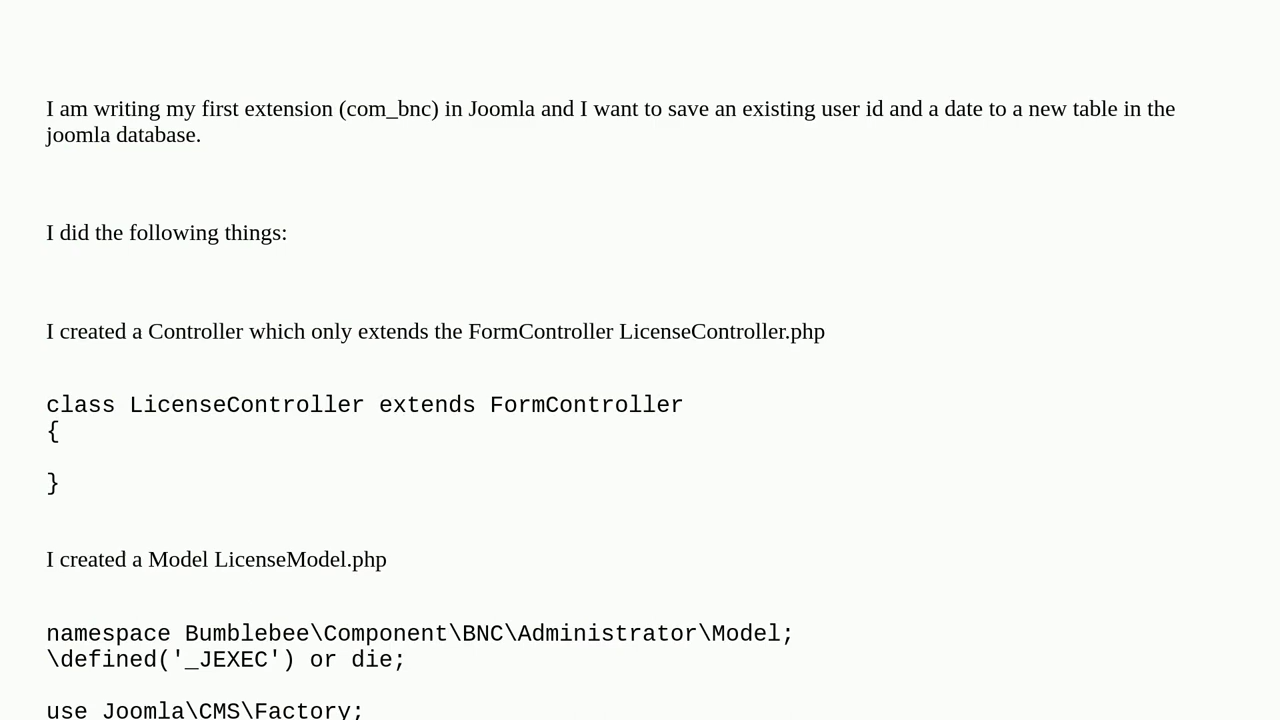 I am writing my first extension (com_bnc) in Joomla and I want to save an existing user id and a date to a new table in the
joomla database.
I did the following things:
I created a Controller which only extends the FormController LicenseController.php
class LicenseController extends FormController
{
}
I created a Model LicenseModel.php
namespace Bumblebee\Component\BNC\Administrator\Model;
\defined('_JEXEC') or die;
use Joomla\CMS\Factory;